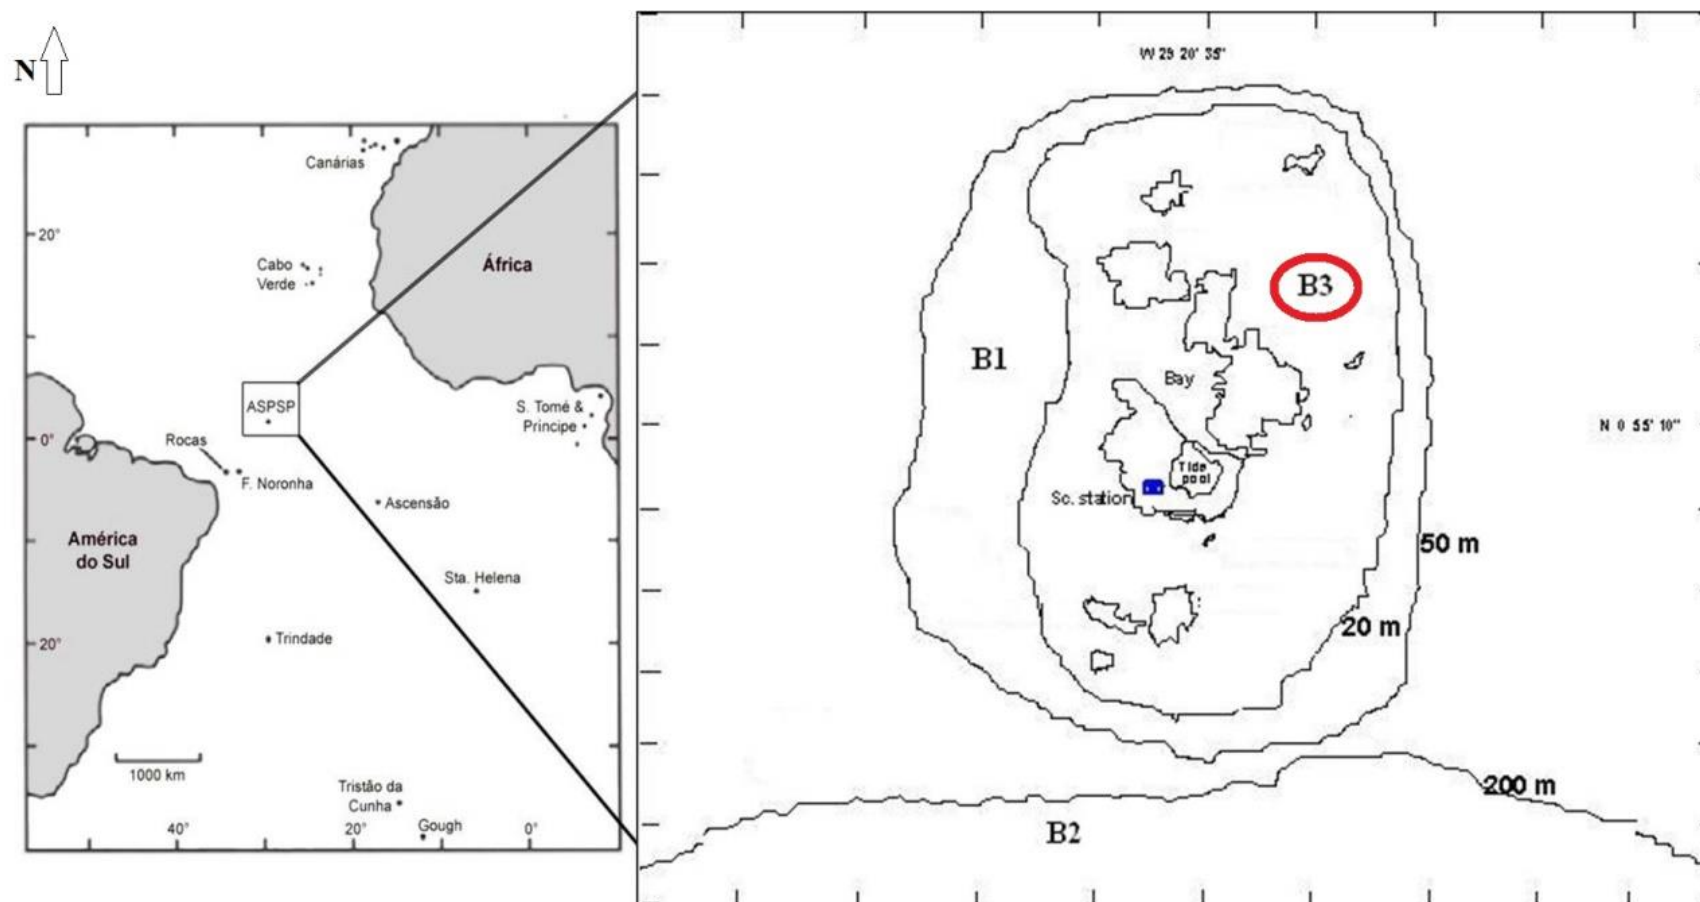 N
Canárias
Cabo
Verde
África
20°
ASPSP
S. Tomé &
Principe
0°
Rocas
F. Noronha
Ascensão
América
do Sul
Sta. Helena
20°
Trindade
1000 km
Tristão da
Cunha
Gough
40°
20°
0°
W 29 20' 35"
B3
B1
Bay
N 0 55' 10"
Tide
pool
Sc. station
50 m
20 m
200 m
B2